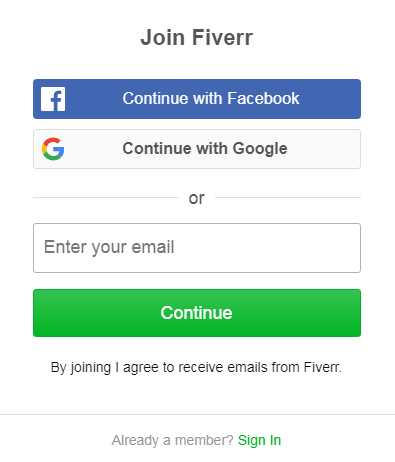 Join Fiverr
Continue with Facebook
Continue with Google
or
Enter your email
Continue
By joining I agree to receive emails from Fiverr.
Already a member? Sign In